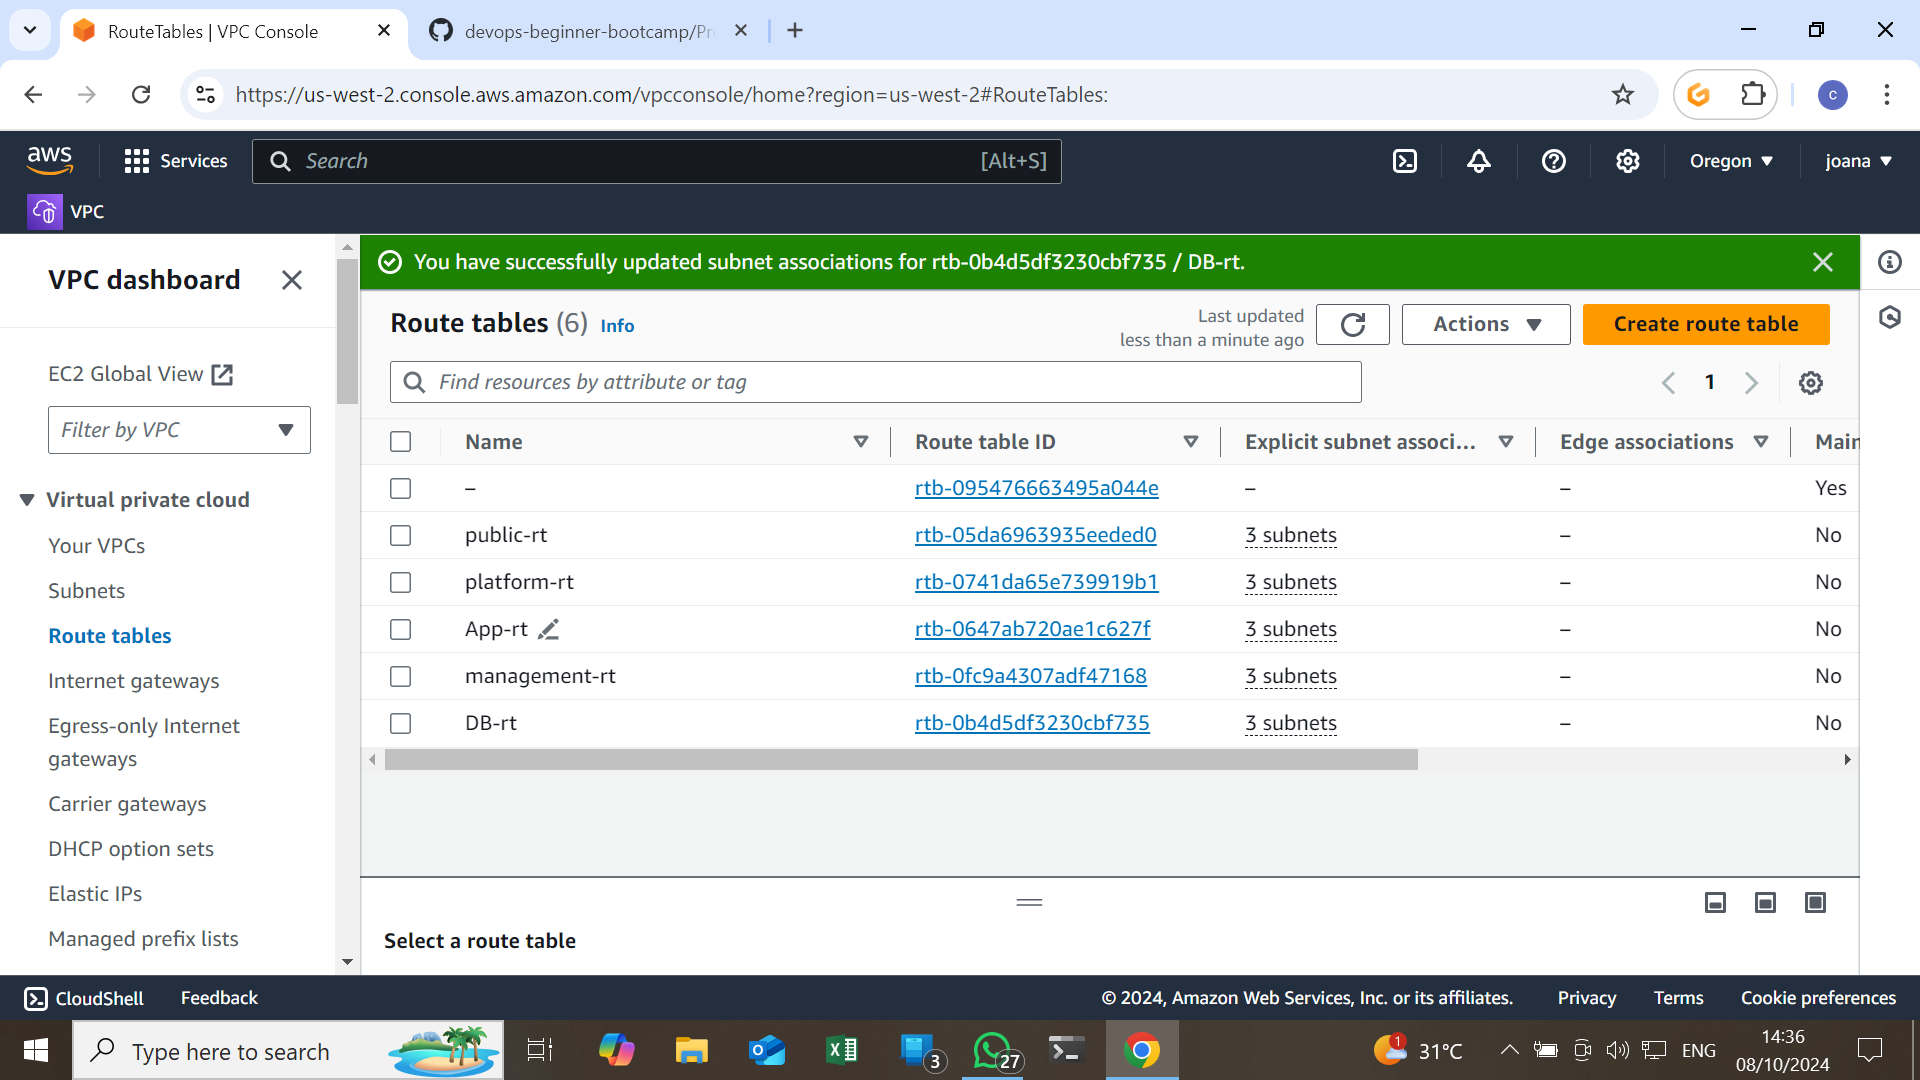 RouteTables | VPC Console
devops-beginner-bootcamp/Pr
https://us-west-2.console.aws.amazon.com/vpcconsole/home?region=us-west-2#RouteTables:
C
aws
Services
Search
[Alt+S]
Oregon
joana
VPC
VPC dashboard
EC2 Global View
Filter by VPC
Virtual private cloud
Your VPCs
Subnets
Route tables
Internet gateways
Egress-only Internet
gateways
Carrier gateways
DHCP option sets
Elastic IPs
Managed prefix lists
You have successfully updated subnet associations for rtb-0b4d5df3230cbf735 / DB-rt.
Route tables (6) Info
Last updated
less than a minute ago
Actions
Create route table
Find resources by attribute or tag
1
Name Route table ID Explicit subnet associ... Edge associations Main
– rtb-095476663495a044e – – Yes
public-rt rtb-05da6963935eeded0 3 subnets – No
platform-rt rtb-0741da65e739919b1 3 subnets – No
App-rt rtb-0647ab720ae1c627f 3 subnets – No
management-rt rtb-0fc9a4307adf47168 3 subnets – No
DB-rt rtb-0b4d5df3230cbf735 3 subnets – No
Select a route table
CloudShell
Feedback
© 2024, Amazon Web Services, Inc. or its affiliates.
Privacy
Terms
Cookie preferences
Type here to search
3
27
1
31°C
ENG
14:36
08/10/2024